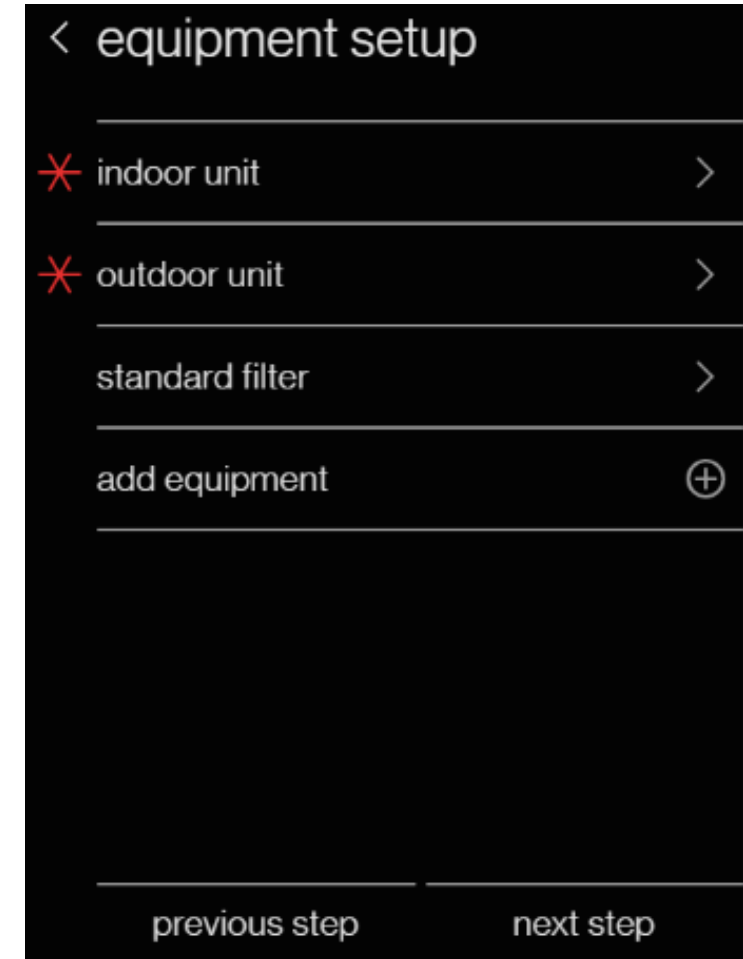 equipment setup
indoor unit
outdoor unit
standard filter
add equipment
previous step
next step